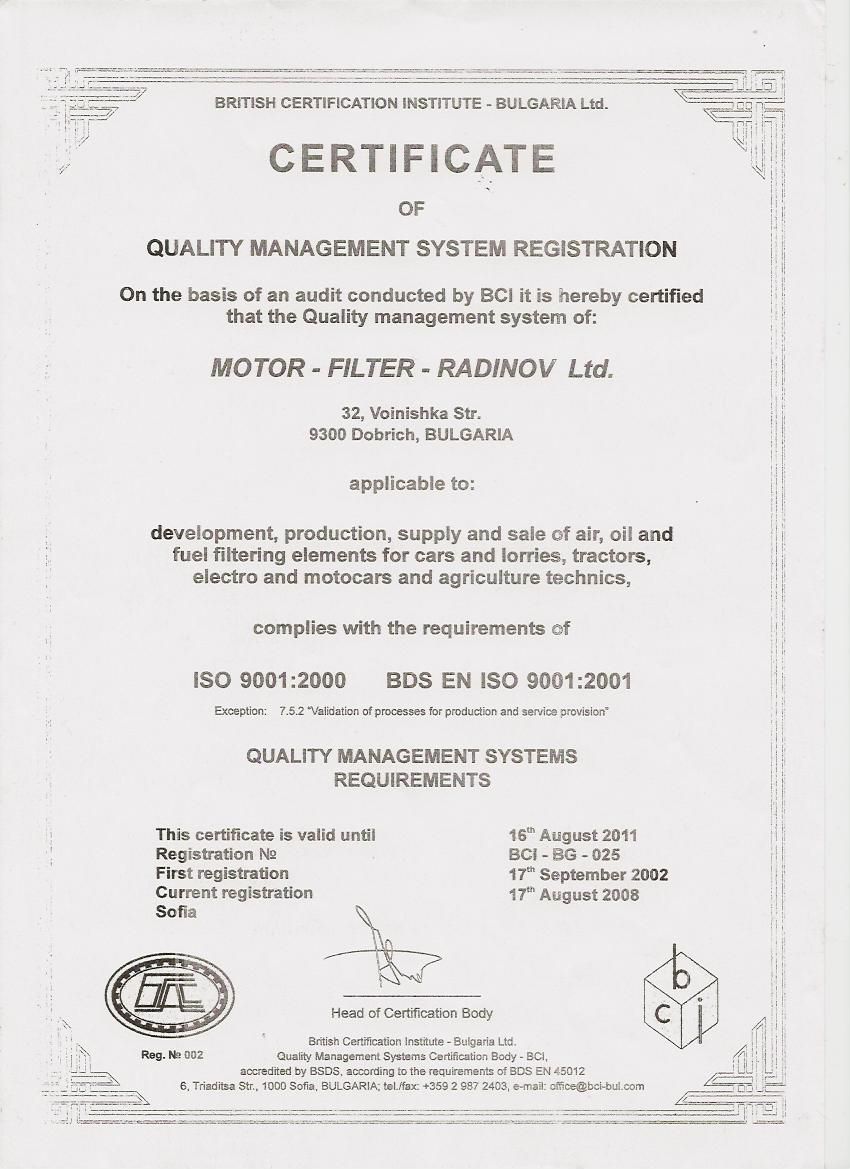 BRITISH CERTIFICATION INSTITUTE - BULGARIA Ltd.
CERTIFICATE
OF
QUALITY MANAGEMENT SYSTEM REGISTRATION
On the basis of an audit conducted by BCI it is hereby certified
that the Quality management system of:
MOTOR - FILTER - RADINOV Ltd.
32, Voinishka Str.
9300 Dobrich, BULGARIA
applicable to:
development, production, supply and sale of air, oil and
fuel filtering elements for cars and lorries, tractors,
electro and motocars and agriculture technics,
complies with the requirements of
ISO 9001:2000 BDS EN ISO 9001:2001
Exception: 7.5.2 "Validation of processes for production and service provision"
QUALITY MANAGEMENT SYSTEMS
REQUIREMENTS
This certificate is valid until 16th August 2011
Registration № BCI - BG - 025
First registration 17th September 2002
Current registration 17th August 2008
Sofia
b
c i
Head of Certification Body
Reg. № 002
British Certification Institute - Bulgaria Ltd.
Quality Management Systems Certification Body - BCI,
accredited by BSDS, according to the requirements of BDS EN 45012
6, Triaditsa Str., 1000 Sofia, BULGARIA; tel./fax: +359 2 987 2403, e-mail: office@bci-bul.com